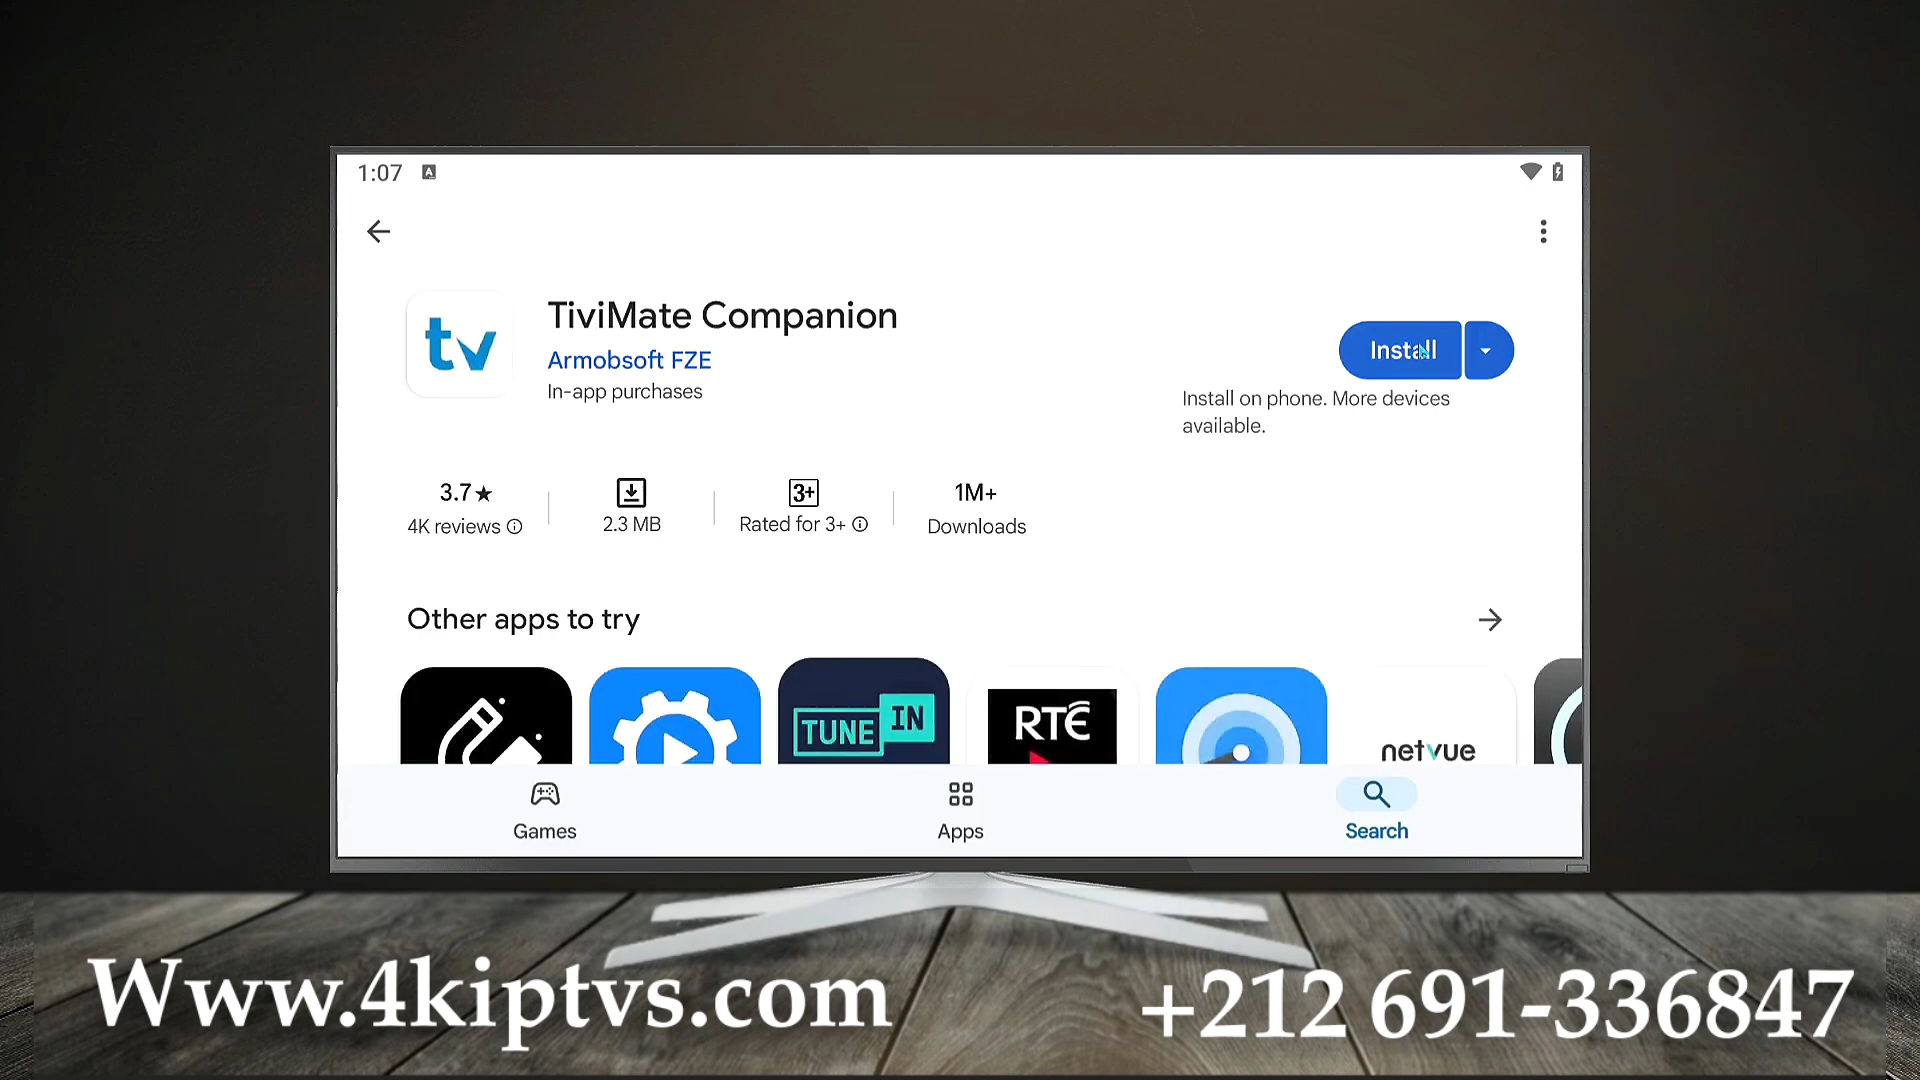 1:07
A
tv
TiviMate Companion
Armobsoft FZE
In-app purchases
Install
Install on phone. More devices
available.
3.7★
4K reviews
2.3 MB
3+
Rated for 3+
1M+
Downloads
Other apps to try
TUNE IN
RTÉ
netvue
Games
Apps
Search
Www.4kiptvs.com
+212 691-336847